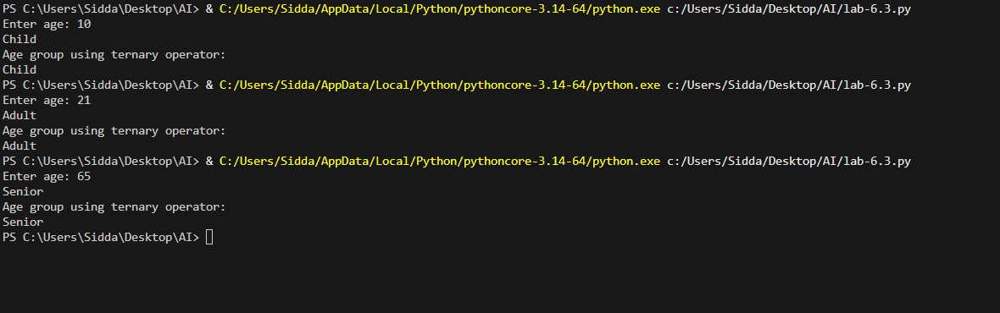 PS C:\Users\Sidda\Desktop\AI> & C:/Users/Sidda/AppData/Local/Python/pythoncore-3.14-64/python.exe c:/Users/Sidda/Desktop/AI/lab-6.3.py
Enter age: 10
Child
Age group using ternary operator:
Child
PS C:\Users\Sidda\Desktop\AI> & C:/Users/Sidda/AppData/Local/Python/pythoncore-3.14-64/python.exe c:/Users/Sidda/Desktop/AI/lab-6.3.py
Enter age: 21
Adult
Age group using ternary operator:
Adult
PS C:\Users\Sidda\Desktop\AI> & C:/Users/Sidda/AppData/Local/Python/pythoncore-3.14-64/python.exe c:/Users/Sidda/Desktop/AI/lab-6.3.py
Enter age: 65
Senior
Age group using ternary operator:
Senior
PS C:\Users\Sidda\Desktop\AI>